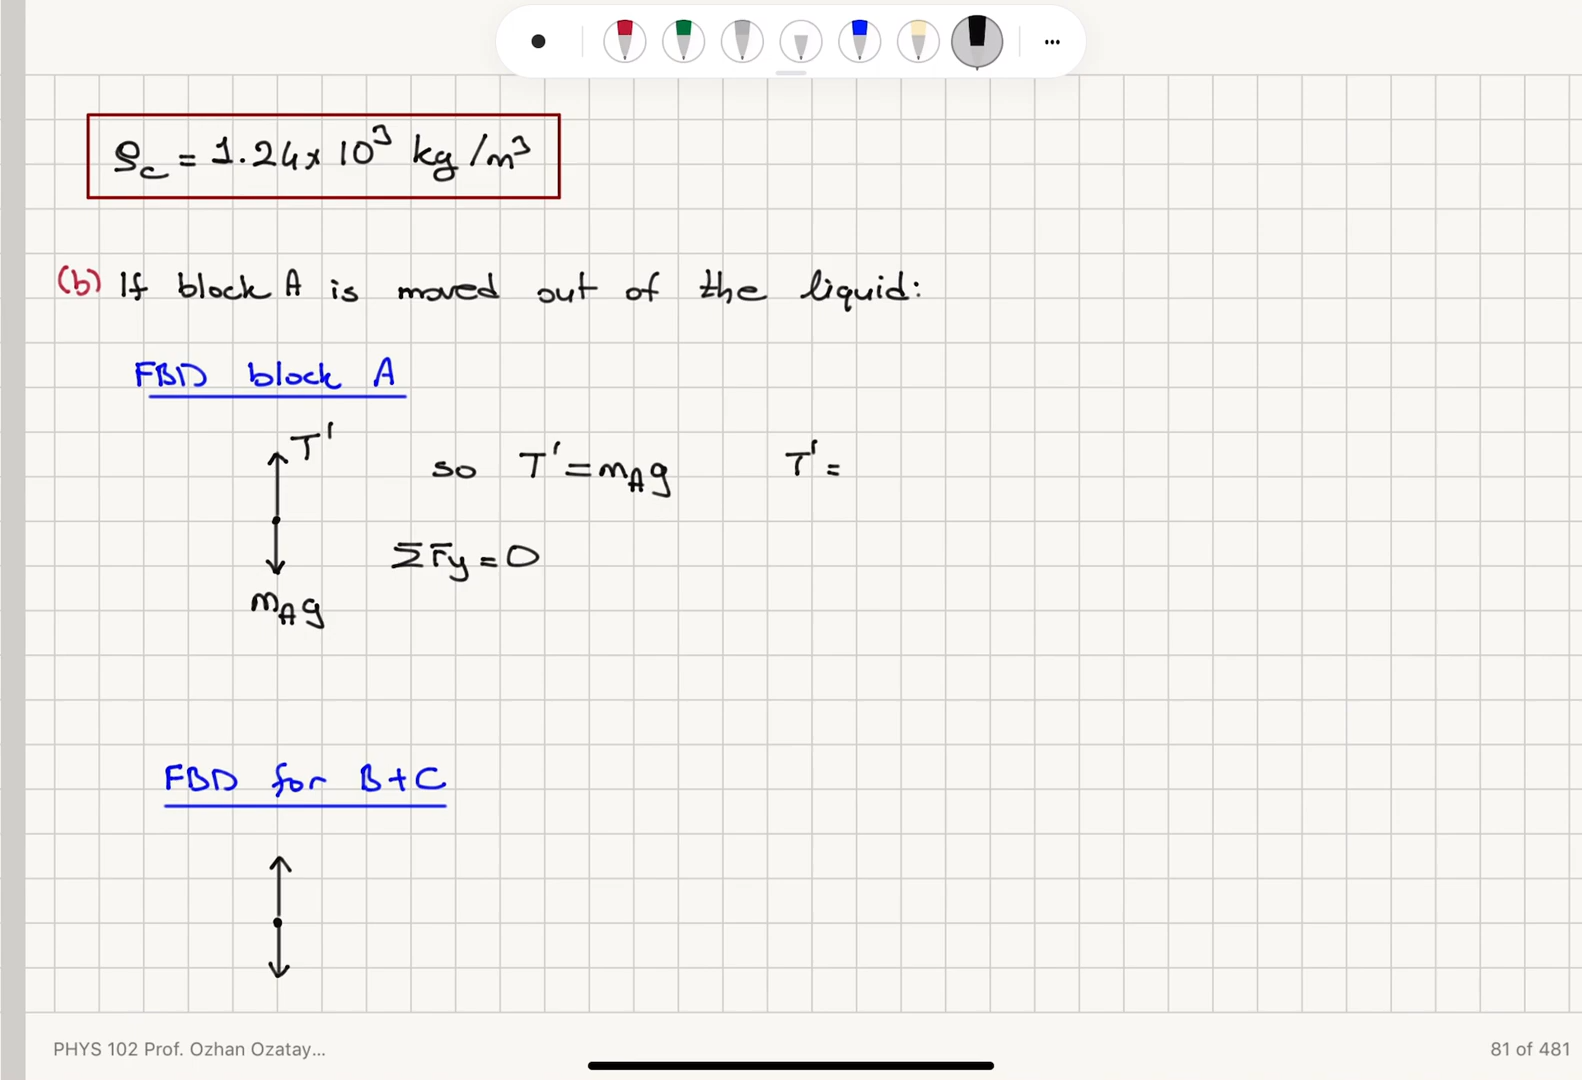 ρc = 1.24x 10³ kg/m³
(b) If block A is moved out of the liquid:
FBD block A
T'
so T' = mAg T' =
ΣFy = 0
mAg
FBD for B+C
PHYS 102 Prof. Ozhan Ozatay...
81 of 481